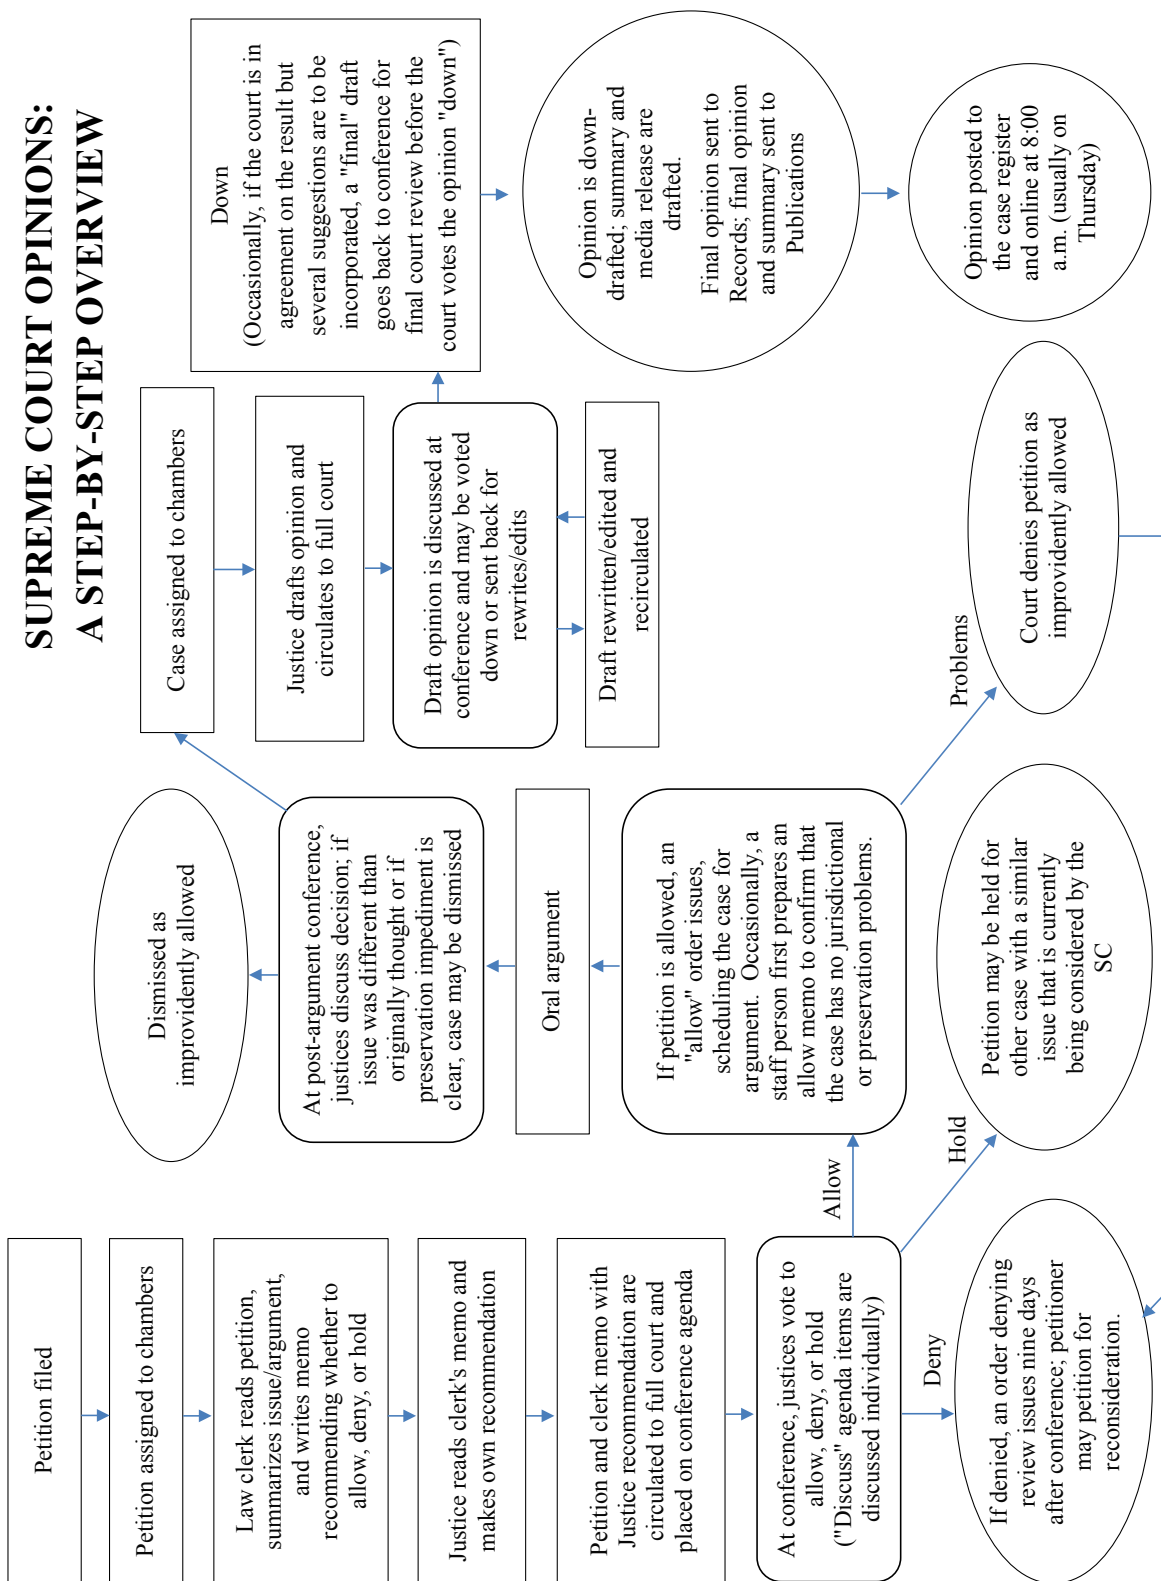 SUPREME COURT OPINIONS:
A STEP-BY-STEP OVERVIEW
Petition filed
Petition assigned to chambers
Law clerk reads petition,
summarizes issue/argument,
and writes memo
recommending whether to
allow, deny, or hold
Justice reads clerk's memo and
makes own recommendation
Petition and clerk memo with
Justice recommendation are
circulated to full court and
placed on conference agenda
At conference, justices vote to
allow, deny, or hold
("Discuss" agenda items are
discussed individually)
Deny
Hold
Allow
If denied, an order denying
review issues nine days
after conference; petitioner
may petition for
reconsideration.
Petition may be held for
other case with a similar
issue that is currently
being considered by the
SC
If petition is allowed, an
"allow" order issues,
scheduling the case for
argument. Occasionally, a
staff person first prepares an
allow memo to confirm that
the case has no jurisdictional
or preservation problems.
Problems
Court denies petition as
improvidently allowed
Oral argument
At post-argument conference,
justices discuss decision; if
issue was different than
originally thought or if
preservation impediment is
clear, case may be dismissed
Dismissed as
improvidently allowed
Case assigned to chambers
Justice drafts opinion and
circulates to full court
Draft opinion is discussed at
conference and may be voted
down or sent back for
rewrites/edits
Draft rewritten/edited and
recirculated
Down
(Occasionally, if the court is in
agreement on the result but
several suggestions are to be
incorporated, a "final" draft
goes back to conference for
final court review before the
court votes the opinion "down")
Opinion is down-
drafted; summary and
media release are
drafted.
Final opinion sent to
Records; final opinion
and summary sent to
Publications
Opinion posted to
the case register
and online at 8:00
a.m. (usually on
Thursday)